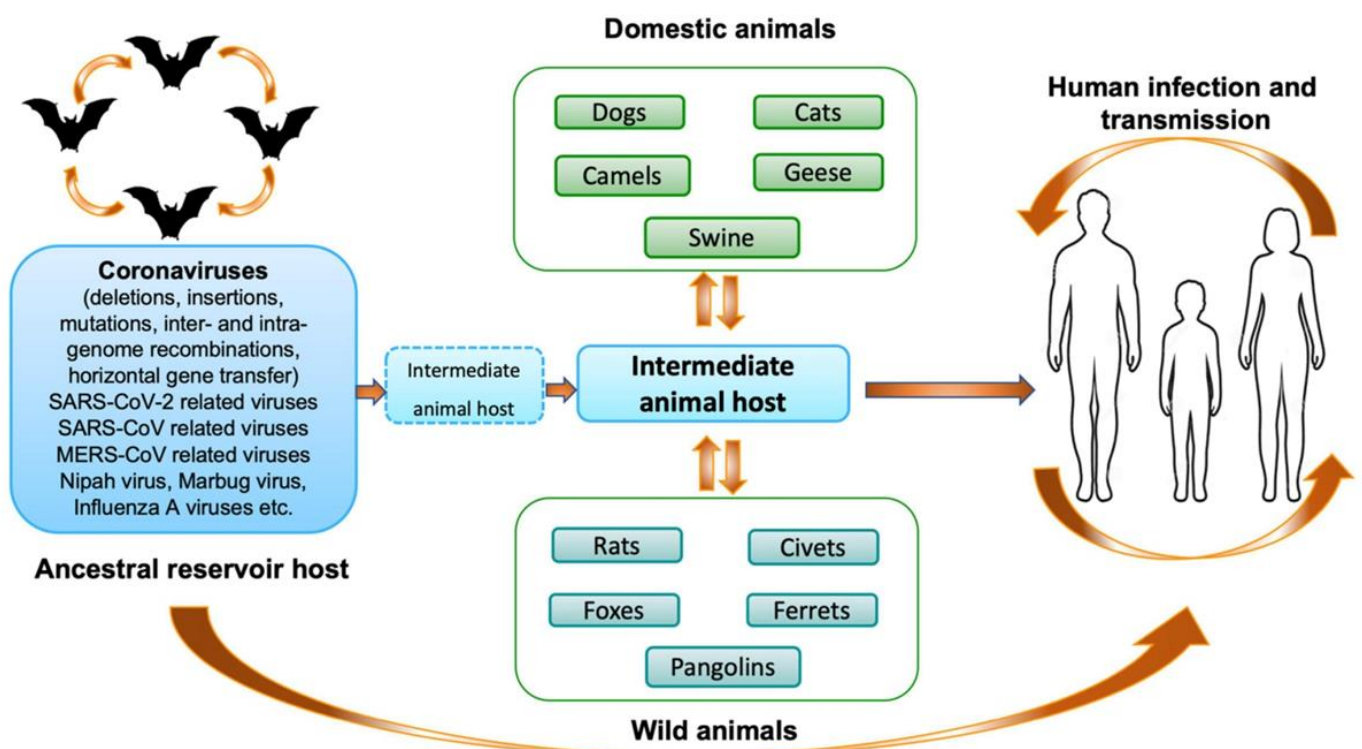 Domestic animals
Dogs
Cats
Camels
Geese
Swine
Human infection and
transmission
Coronaviruses
(deletions, insertions,
mutations, inter- and intra-
genome recombinations,
horizontal gene transfer)
SARS-CoV-2 related viruses
SARS-CoV related viruses
MERS-CoV related viruses
Nipah virus, Marbug virus,
Influenza A viruses etc.
Ancestral reservoir host
Intermediate
animal host
Intermediate
animal host
Rats
Civets
Foxes
Ferrets
Pangolins
Wild animals